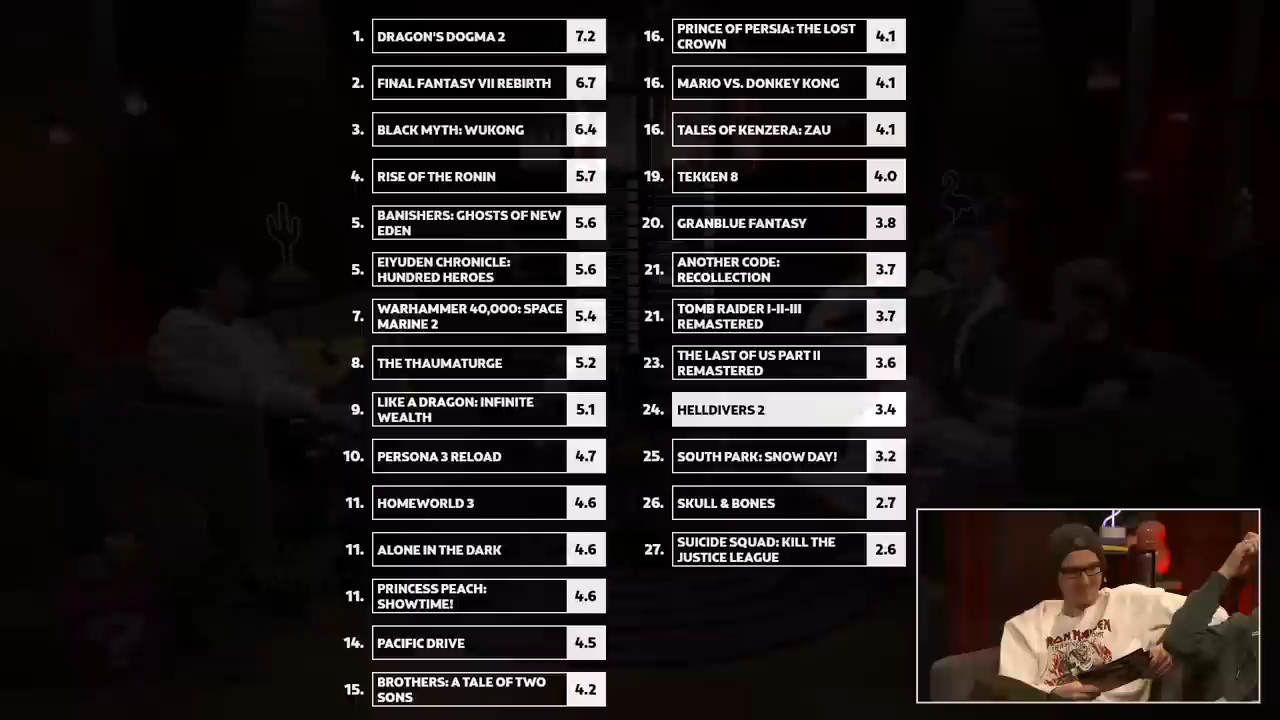 1. DRAGON'S DOGMA 2 7.2
2. FINAL FANTASY VII REBIRTH 6.7
3. BLACK MYTH: WUKONG 6.4
4. RISE OF THE RONIN 5.7
5. BANISHERS: GHOSTS OF NEW
EDEN 5.6
5. EIYUDEN CHRONICLE:
HUNDRED HEROES 5.6
7. WARHAMMER 40,000: SPACE
MARINE 2 5.4
8. THE THAUMATURGE 5.2
9. LIKE A DRAGON: INFINITE
WEALTH 5.1
10. PERSONA 3 RELOAD 4.7
11. HOMEWORLD 3 4.6
11. ALONE IN THE DARK 4.6
11. PRINCESS PEACH:
SHOWTIME! 4.6
14. PACIFIC DRIVE 4.5
15. BROTHERS: A TALE OF TWO
SONS 4.2
16. PRINCE OF PERSIA: THE LOST
CROWN 4.1
16. MARIO VS. DONKEY KONG 4.1
16. TALES OF KENZERA: ZAU 4.1
19. TEKKEN 8 4.0
20. GRANBLUE FANTASY 3.8
21. ANOTHER CODE:
RECOLLECTION 3.7
21. TOMB RAIDER I-II-III
REMASTERED 3.7
23. THE LAST OF US PART II
REMASTERED 3.6
24. HELLDIVERS 2 3.4
25. SOUTH PARK: SNOW DAY! 3.2
26. SKULL & BONES 2.7
27. SUICIDE SQUAD: KILL THE
JUSTICE LEAGUE 2.6
IRON MAIDEN